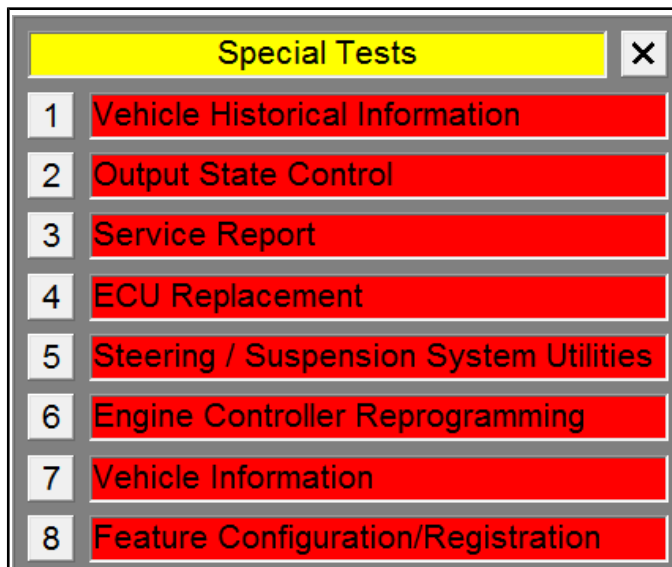 Special Tests X
1 Vehicle Historical Information
2 Output State Control
3 Service Report
4 ECU Replacement
5 Steering / Suspension System Utilities
6 Engine Controller Reprogramming
7 Vehicle Information
8 Feature Configuration/Registration